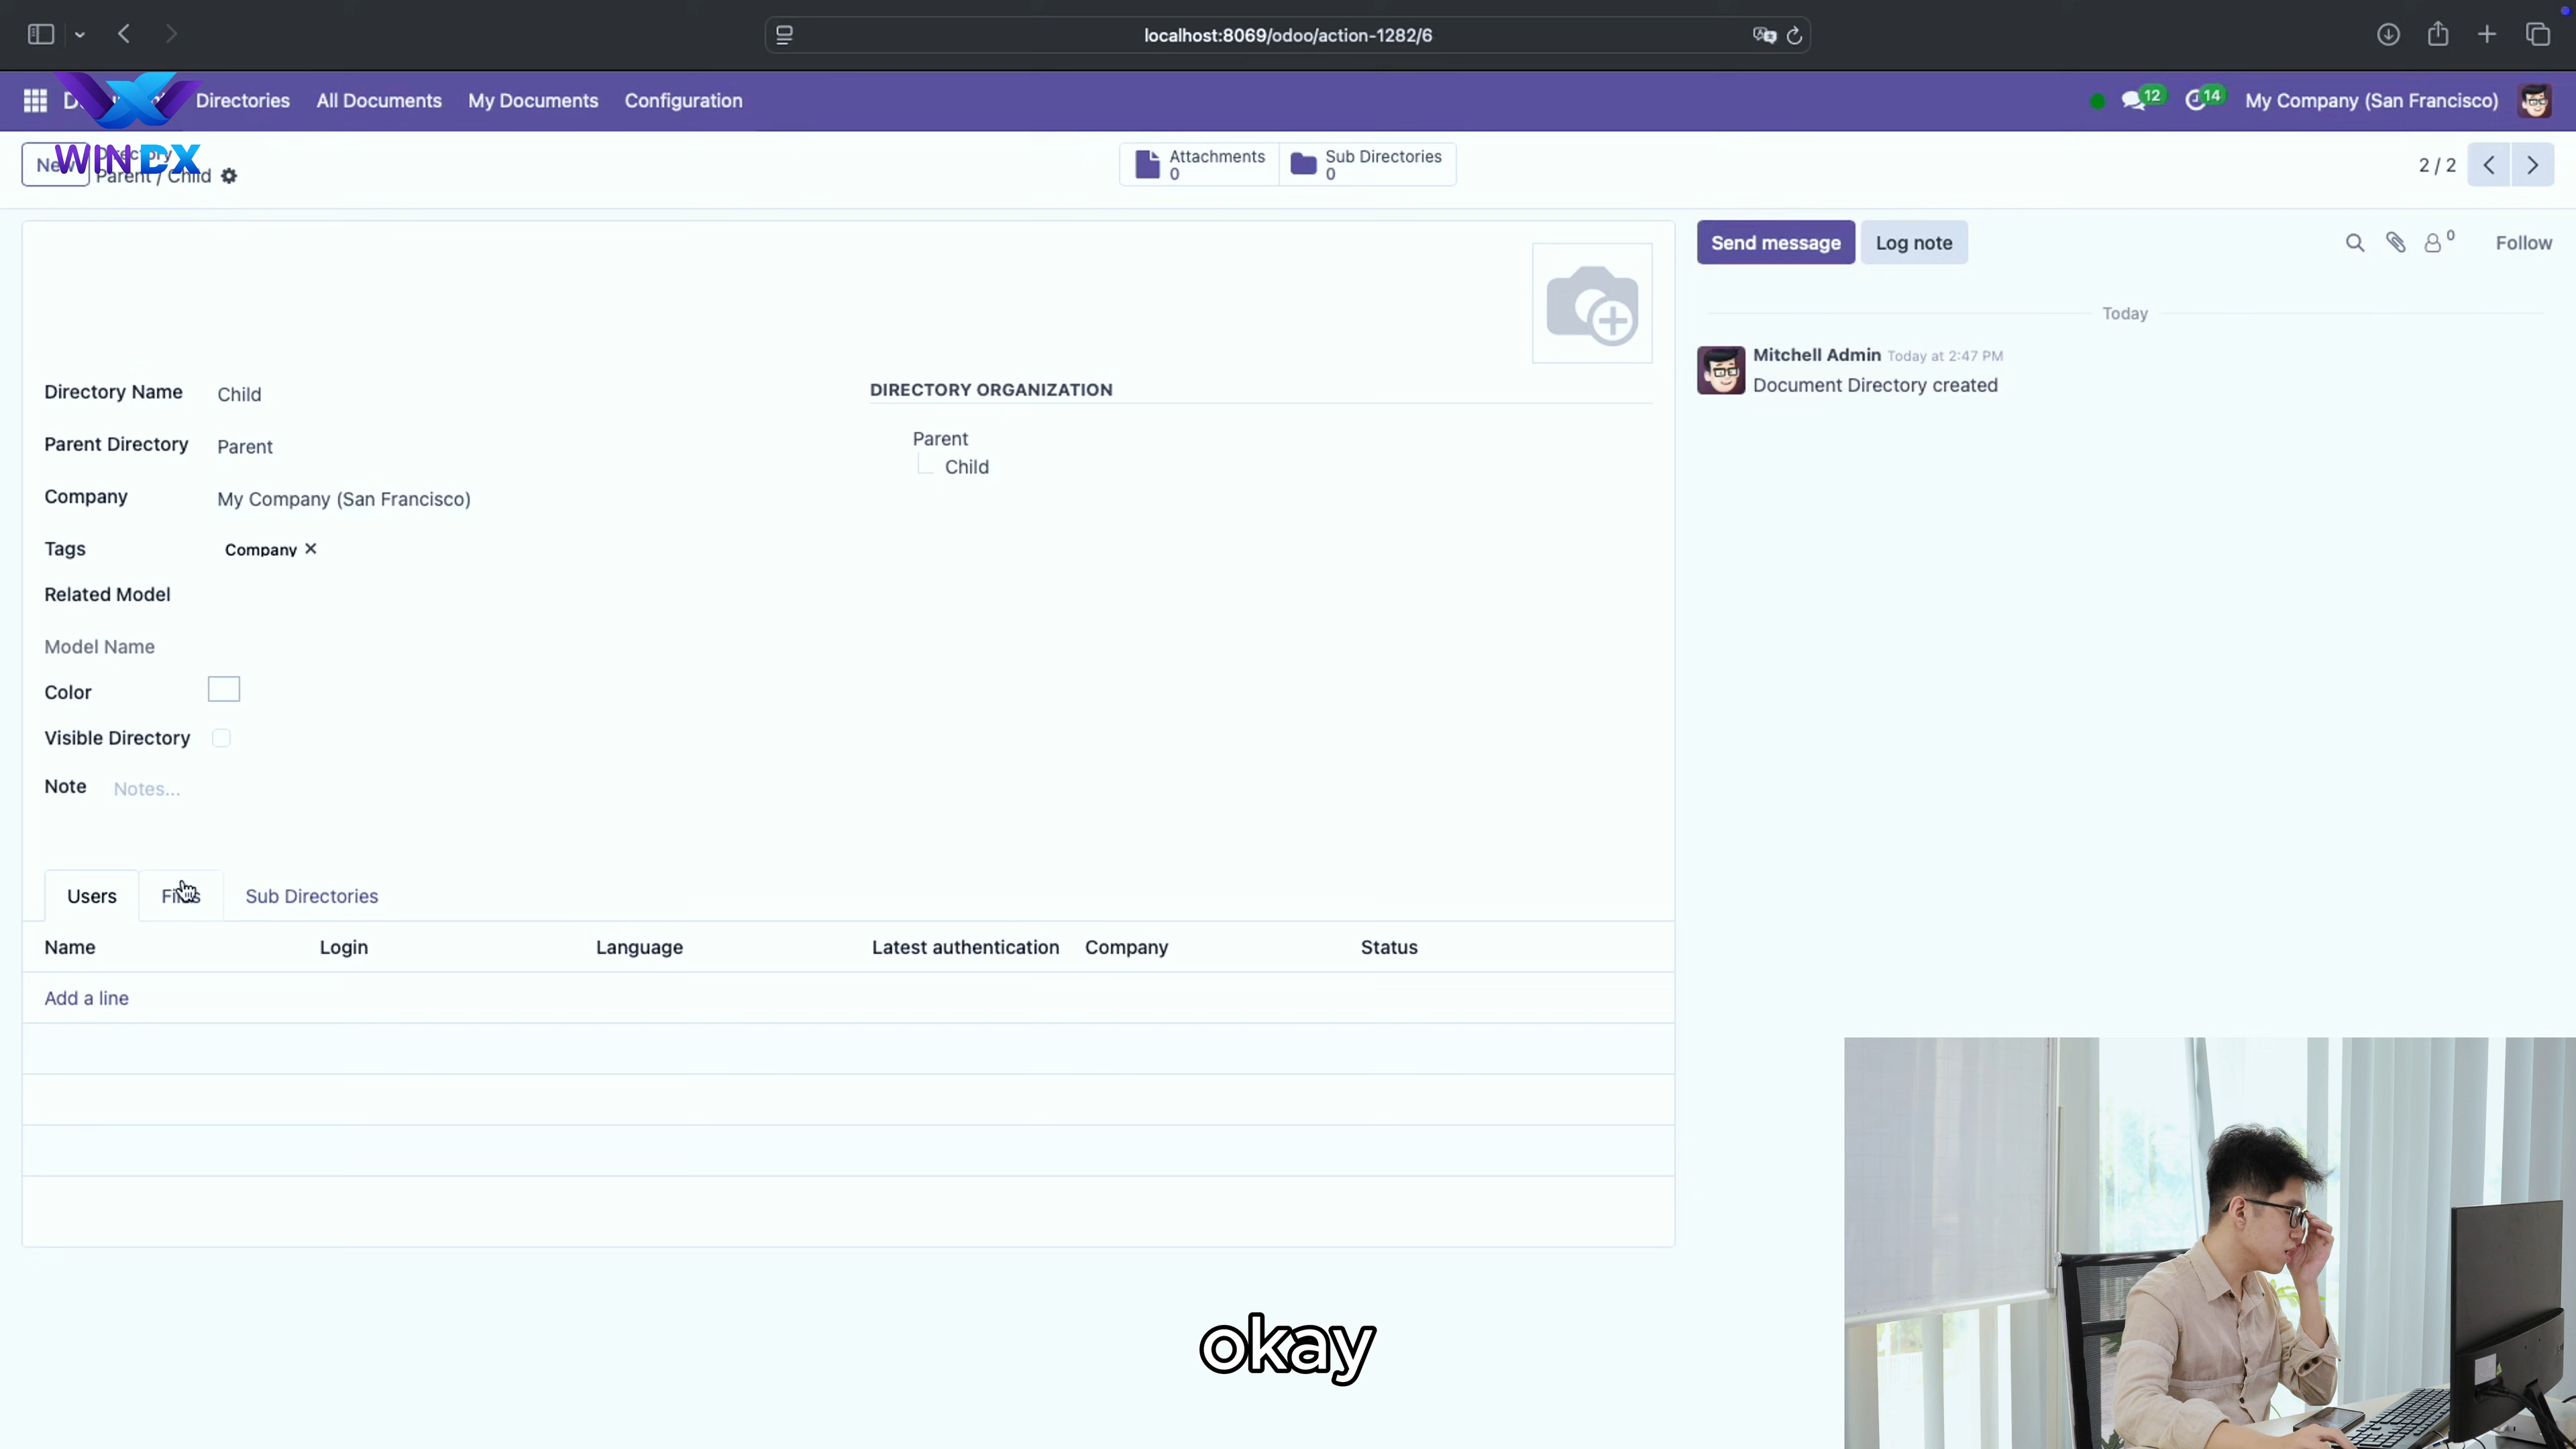 localhost:8069/odoo/action-1282/6
Directories All Documents My Documents Configuration
12 14 My Company (San Francisco)
WINDX
Directory
Parent / Child
Attachments
0
Sub Directories
0
2 / 2
Send message Log note
0 Follow
Today
Mitchell Admin Today at 2:47 PM
Document Directory created
Directory Name Child
Parent Directory Parent
Company My Company (San Francisco)
Tags Company
Related Model
Model Name
Color
Visible Directory
Note Notes...
DIRECTORY ORGANIZATION
Parent
Child
Users Files Sub Directories
Name Login Language Latest authentication Company Status
Add a line
okay